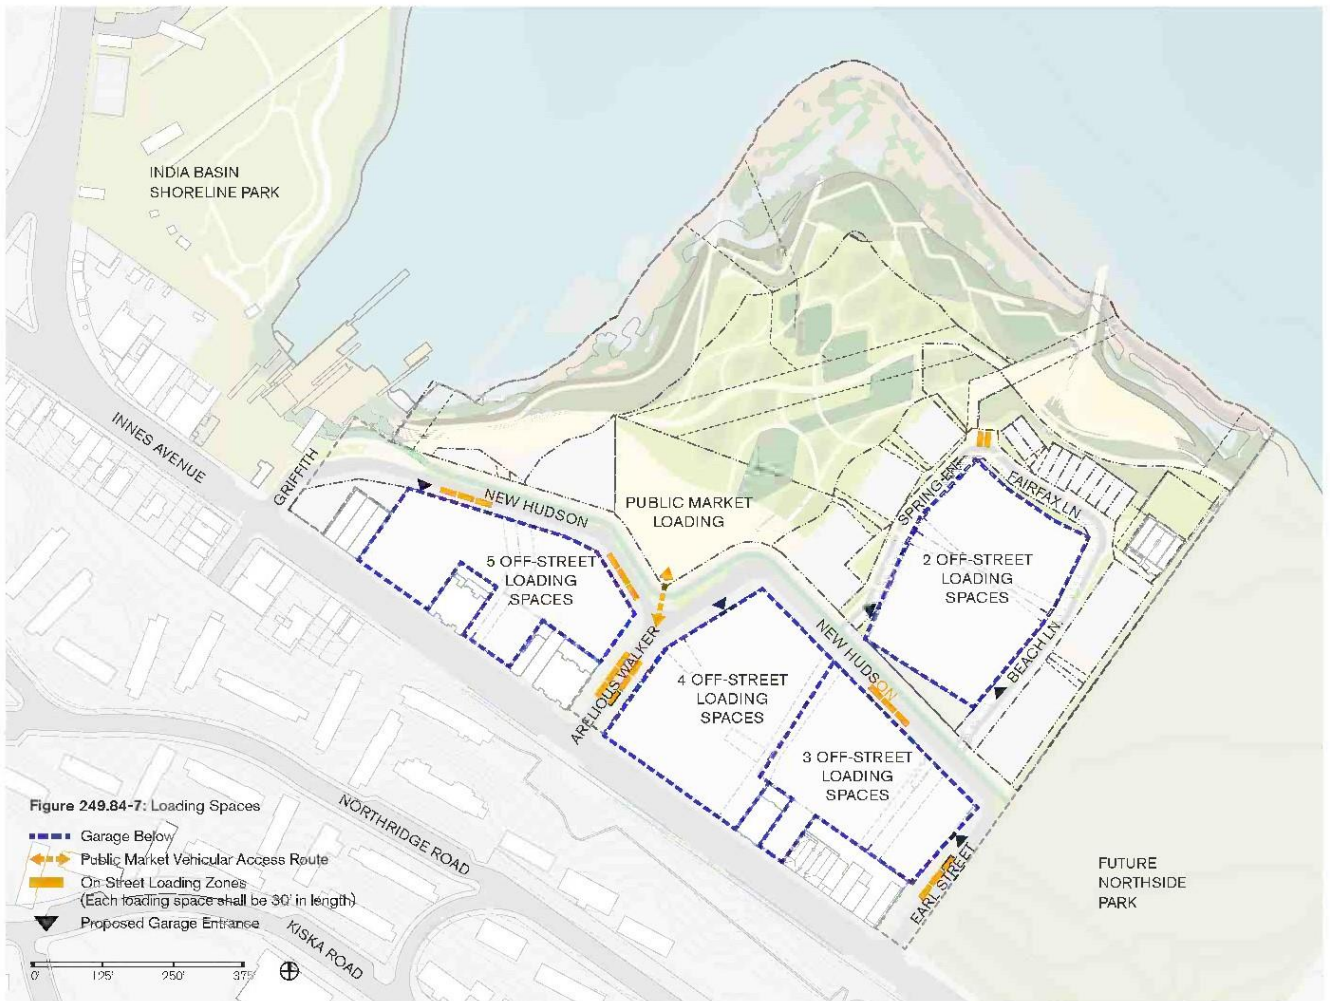 INDIA BASIN
SHORELINE PARK
INNES AVENUE
GRIFFITH
NEW HUDSON
PUBLIC MARKET
LOADING
SPRING LN
FAIRFAX LN
5 OFF-STREET
LOADING
SPACES
2 OFF-STREET
LOADING
SPACES
ARELIOUS WALKER
NEW HUDSON
BEACH LN
4 OFF-STREET
LOADING
SPACES
3 OFF-STREET
LOADING
SPACES
EARL STREET
FUTURE
NORTHSIDE
PARK
NORTHRIDGE ROAD
KISKA ROAD
Figure 249.84-7: Loading Spaces
Garage Below
Public Market Vehicular Access Route
On Street Loading Zones
(Each loading space shall be 30' in length)
Proposed Garage Entrance
0' 125' 250' 375'